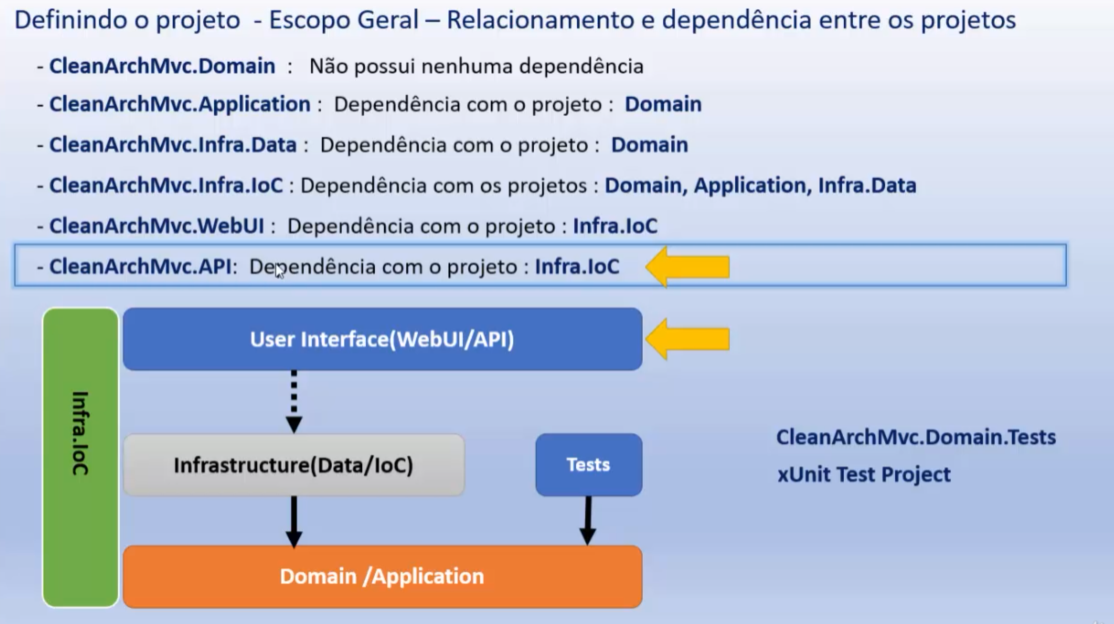 Definindo o projeto - Escopo Geral – Relacionamento e dependência entre os projetos
- CleanArchMvc.Domain : Não possui nenhuma dependência
- CleanArchMvc.Application : Dependência com o projeto : Domain
- CleanArchMvc.Infra.Data : Dependência com o projeto : Domain
- CleanArchMvc.Infra.IoC : Dependência com os projetos : Domain, Application, Infra.Data
- CleanArchMvc.WebUI : Dependência com o projeto : Infra.IoC
- CleanArchMvc.API: Dependência com o projeto : Infra.IoC
Infra.IoC
User Interface(WebUI/API)
Infrastructure(Data/IoC)
Tests
Domain /Application
CleanArchMvc.Domain.Tests
xUnit Test Project